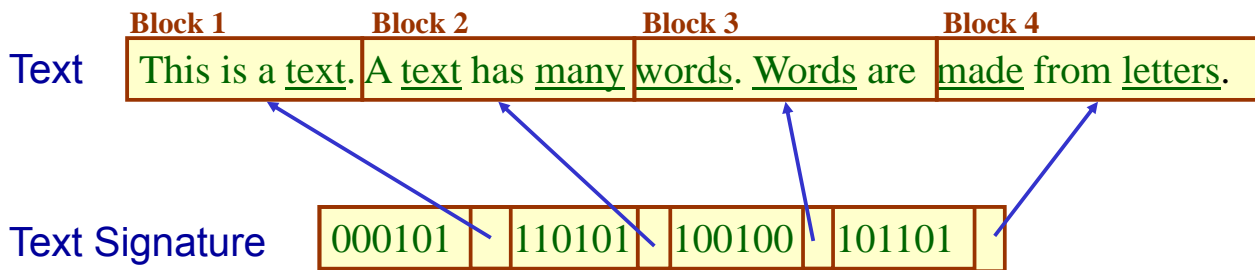 Block 1 Block 2 Block 3 Block 4
Text This is a text. A text has many words. Words are made from letters.
Text Signature 000101 110101 100100 101101